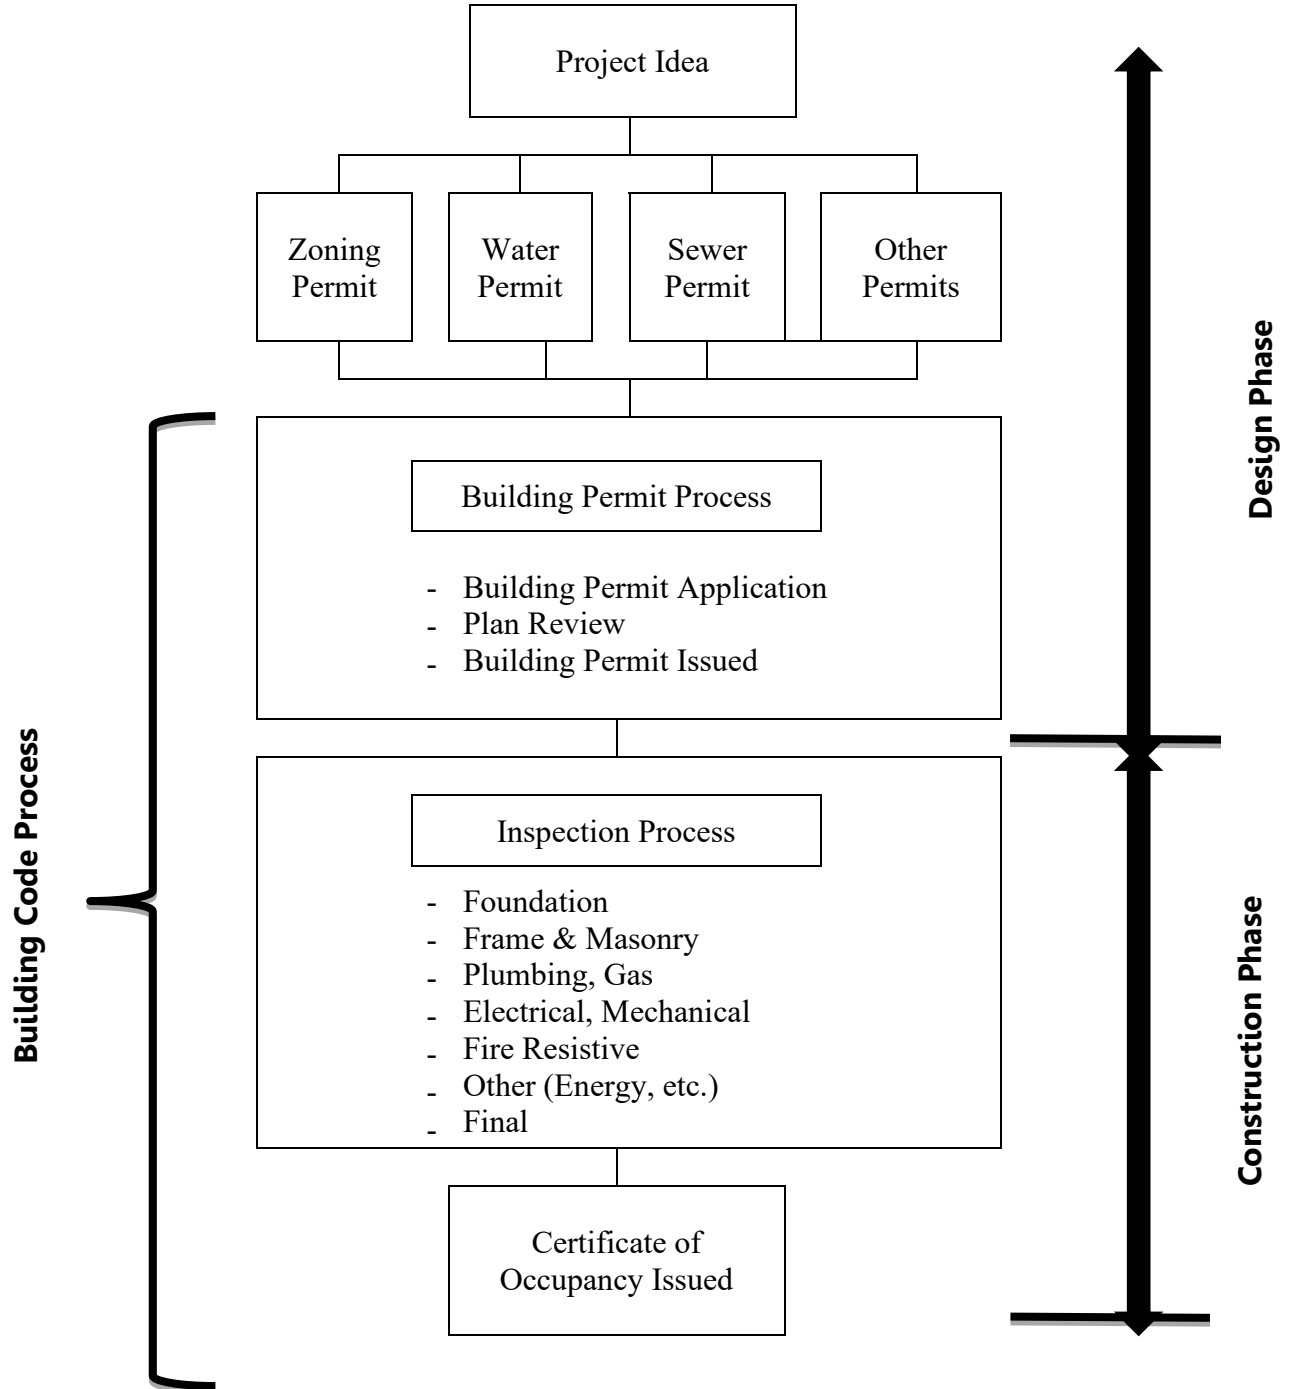 Project Idea
Zoning
Permit
Water
Permit
Sewer
Permit
Other
Permits
Building Permit Process
- Building Permit Application
- Plan Review
- Building Permit Issued
Inspection Process
- Foundation
- Frame & Masonry
- Plumbing, Gas
- Electrical, Mechanical
- Fire Resistive
- Other (Energy, etc.)
- Final
Certificate of
Occupancy Issued
Building Code Process
Design Phase
Construction Phase